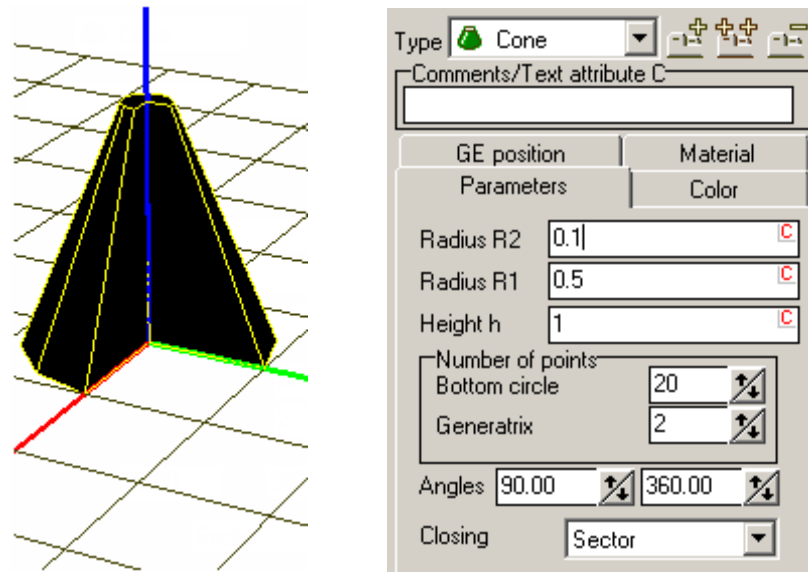 Type Cone
Comments/Text attribute C
GE position Material
Parameters Color
Radius R2 0.1 C
Radius R1 0.5 C
Height h 1 C
Number of points
Bottom circle 20
Generatrix 2
Angles 90.00 360.00
Closing Sector